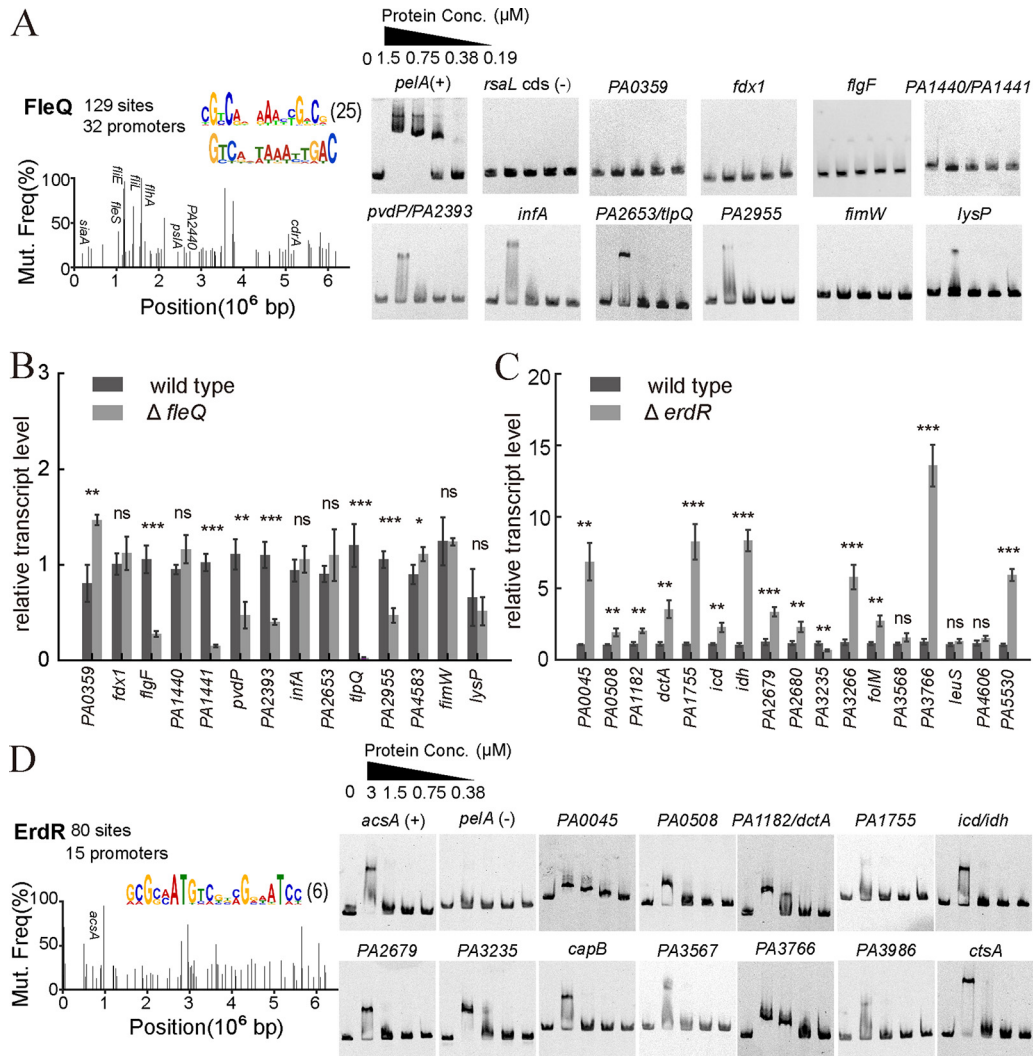 A
Protein Conc. (μM)
0 1.5 0.75 0.38 0.19
FleQ
129 sites
32 promoters
CGTCA AAA CGACG (25)
GTCA TAAATTGAC
pelA(+) rsaL cds (-) PA0359 fdx1 flgF PA1440/PA1441
pvdP/PA2393 infA PA2653/tlpQ PA2955 fimW lysP
Mut. Freq(%)
100
50
0
siaA fleS fliE fliL flhA pslA PA2440 cdrA
0 1 2 3 4 5 6
Position(10⁶ bp)
B
relative transcript level
3
2
1
0
wild type
Δ fleQ
** ns *** ns *** ** *** ns ns *** *** * ns ns
PA0359 fdx1 flgF PA1440 PA1441 pvdP PA2393 infA PA2653 tlpQ PA2955 PA4583 fimW lysP
C
relative transcript level
20
15
10
5
0
wild type
Δ erdR
** ** ** ** *** ** *** *** ** ** *** ** ns *** ns ns ***
PA0045 PA0508 PA1182 dctA PA1755 icd idh PA2679 PA2680 PA3235 PA3266 folM PA3568 PA3766 leuS PA4606 PA5530
D
Protein Conc. (μM)
0 3 1.5 0.75 0.38
ErdR
80 sites
15 promoters
GCGCAATGTCG CGCAATCC (6)
acsA (+) pelA (-) PA0045 PA0508 PA1182/dctA PA1755 icd/idh
PA2679 PA3235 capB PA3567 PA3766 PA3986 ctsA
Mut. Freq(%)
100
50
0
acsA
0 1 2 3 4 5 6
Position(10⁶ bp)